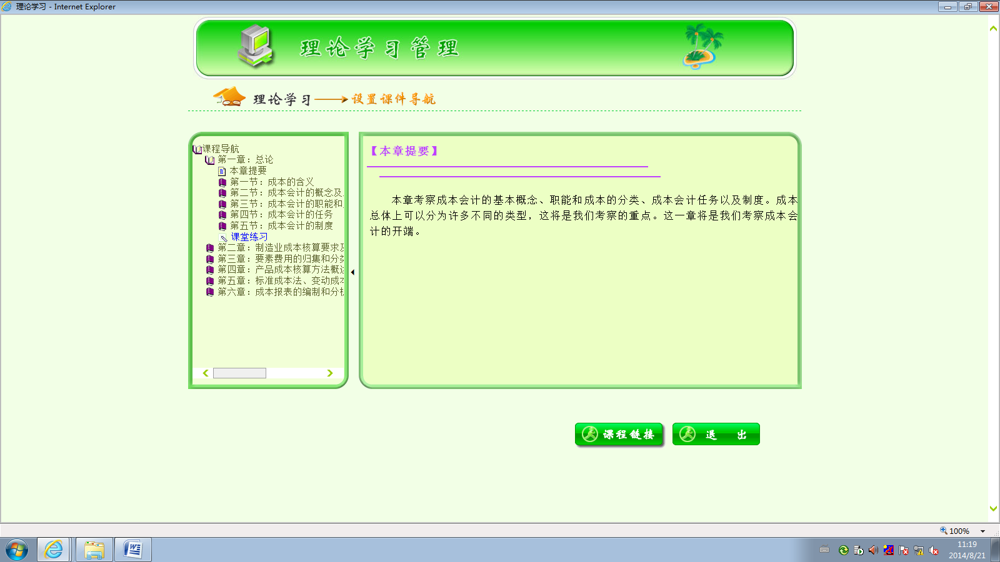 理论学习 - Internet Explorer
理论学习管理
理论学习
设置课件导航
课程导航
第一章：总论
本章提要
第一节：成本的含义
第二节：成本会计的概念及
第三节：成本会计的职能和
第四节：成本会计的任务
第五节：成本会计的制度
课堂练习
第二章：制造业成本核算要求及
第三章：要素费用的归集和分类
第四章：产品成本核算方法概述
第五章：标准成本法、变动成本
第六章：成本报表的编制和分析
【本章提要】
本章考察成本会计的基本概念、职能和成本的分类、成本会计任务以及制度。成本
总体上可以分为许多不同的类型，这将是我们考察的重点。这一章将是我们考察成本会
计的开端。
课程链接
退 出
100%
11:19
2014/8/21